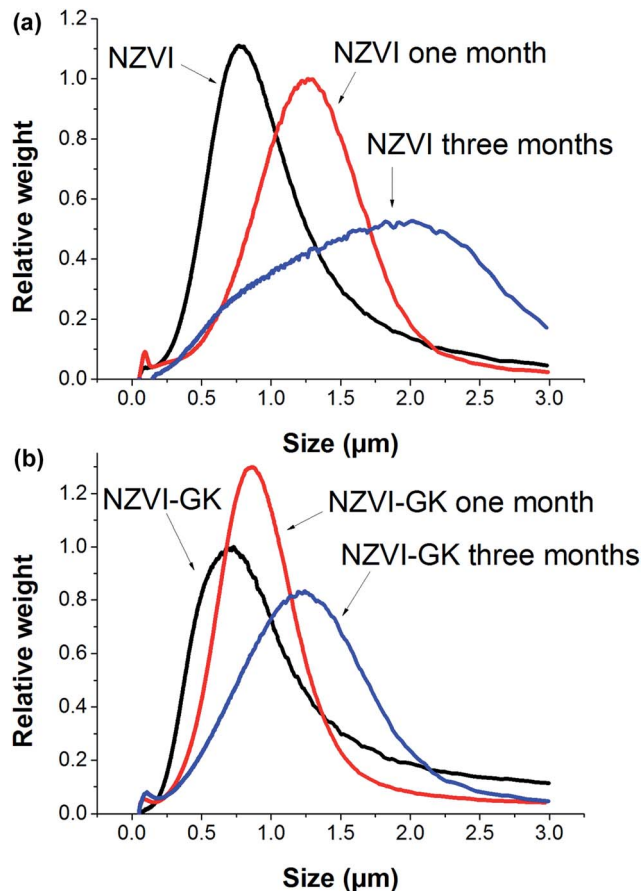 (a)
1.2
1.0
0.8
0.6
0.4
0.2
0.0
Relative weight
NZVI
NZVI one month
NZVI three months
0.0 0.5 1.0 1.5 2.0 2.5 3.0
Size (µm)
(b)
1.2
1.0
0.8
0.6
0.4
0.2
0.0
Relative weight
NZVI-GK
NZVI-GK one month
NZVI-GK three months
0.0 0.5 1.0 1.5 2.0 2.5 3.0
Size (µm)